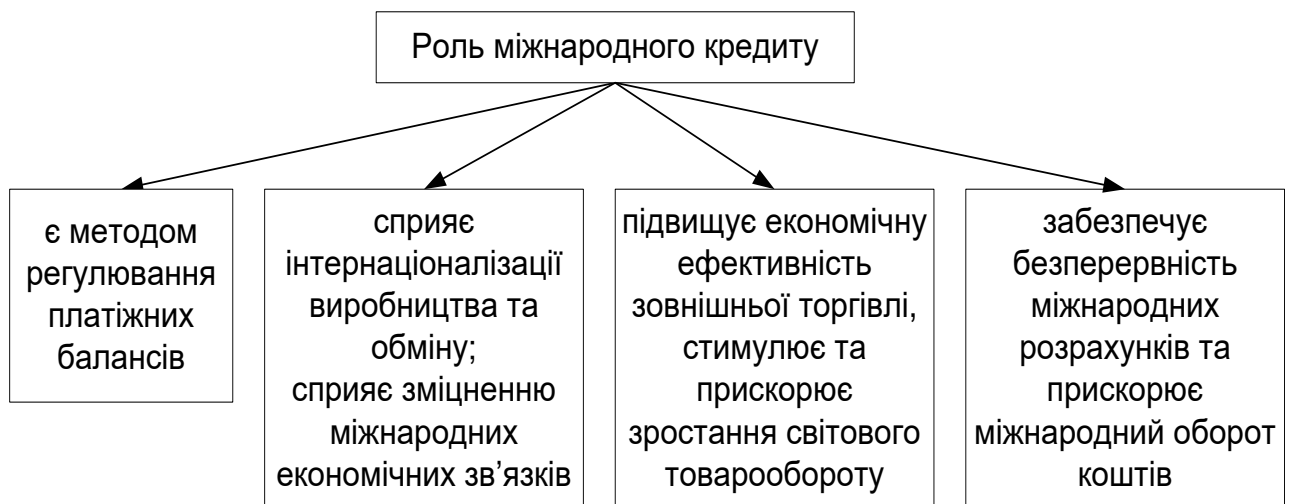 Роль міжнародного кредиту
є методом
регулювання
платіжних
балансів
сприяє
інтернаціоналізації
виробництва та
обміну;
сприяє зміцненню
міжнародних
економічних зв’язків
підвищує економічну
ефективність
зовнішньої торгівлі,
стимулює та
прискорює
зростання світового
товарообороту
забезпечує
безперервність
міжнародних
розрахунків та
прискорює
міжнародний оборот
коштів